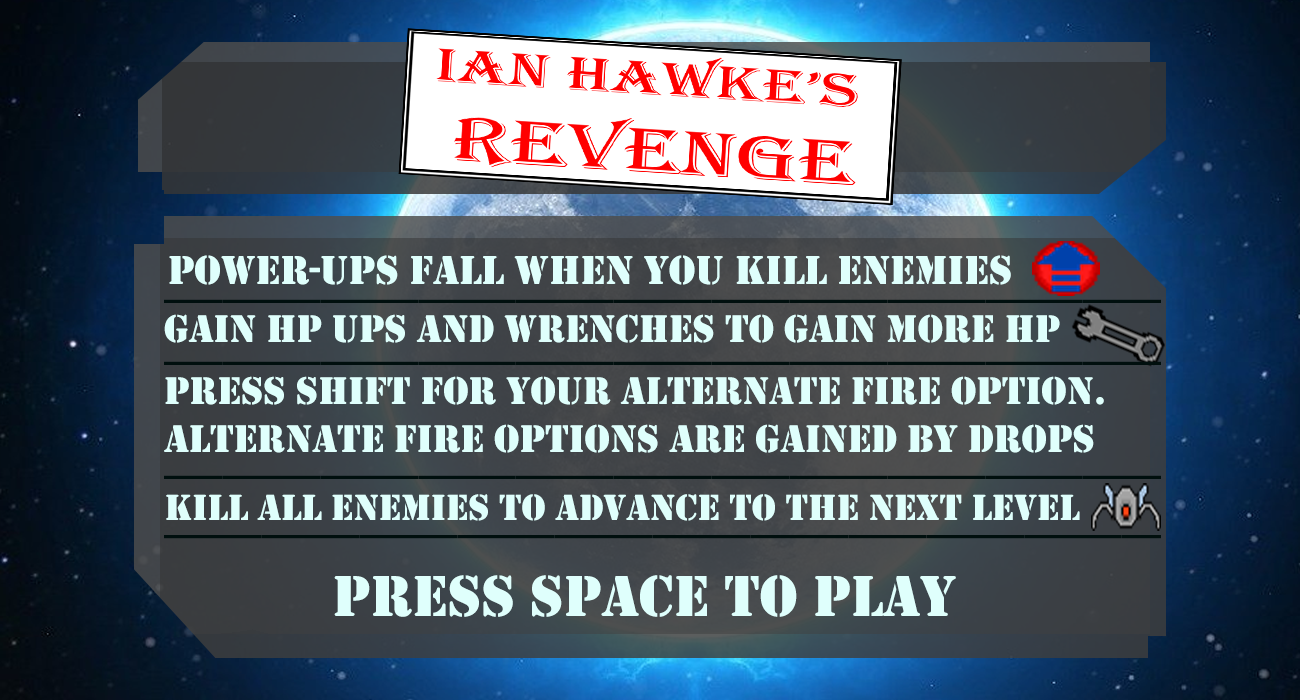 IAN HAWKE'S
REVENGE
POWER-UPS FALL WHEN YOU KILL ENEMIES
GAIN HP UPS AND WRENCHES TO GAIN MORE HP
PRESS SHIFT FOR YOUR ALTERNATE FIRE OPTION.
ALTERNATE FIRE OPTIONS ARE GAINED BY DROPS
KILL ALL ENEMIES TO ADVANCE TO THE NEXT LEVEL
PRESS SPACE TO PLAY